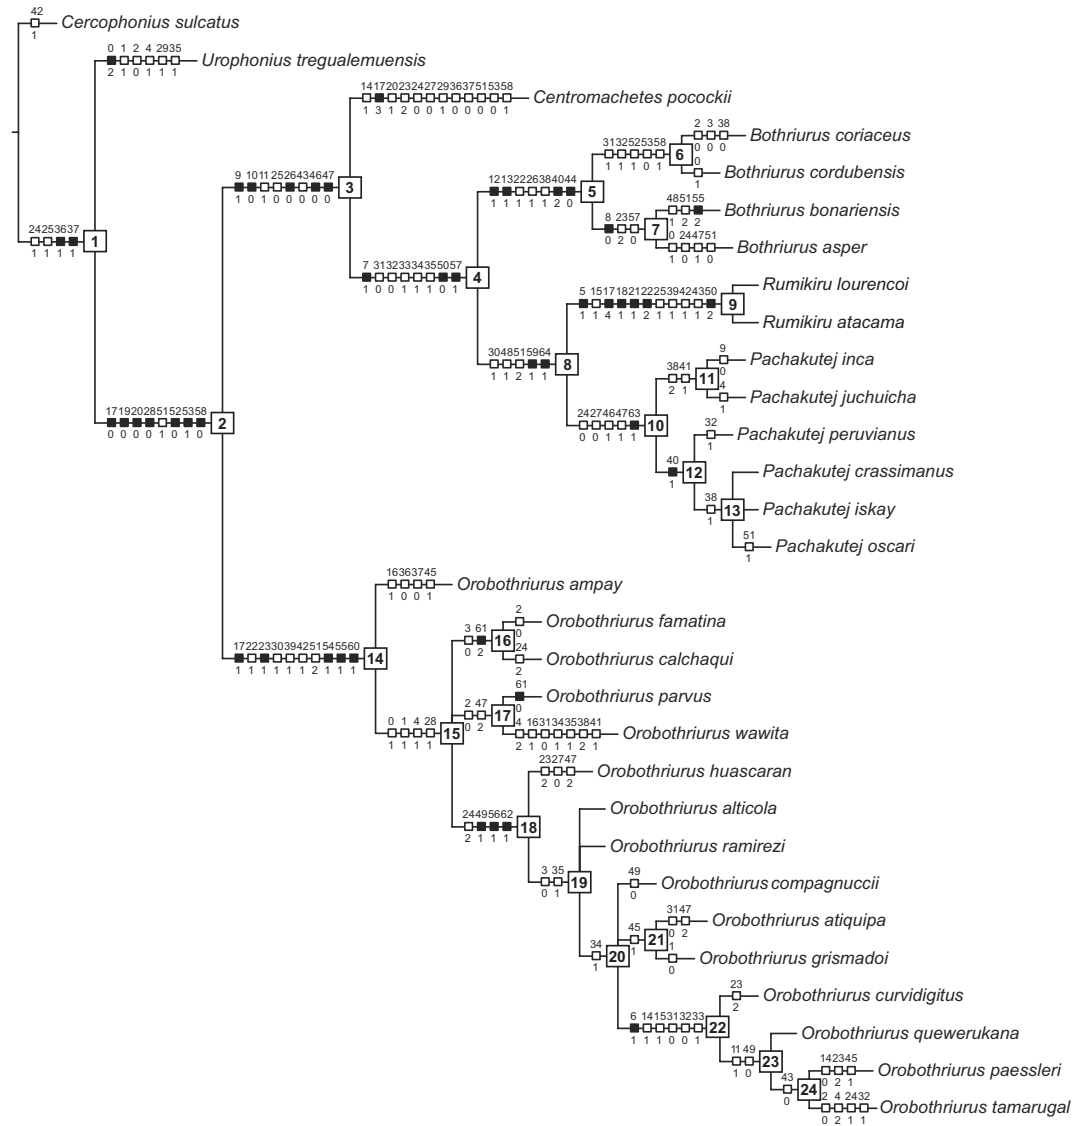 42
1
Cercophonius sulcatus
0 1 2 4 2935
2 1 0 1 1 1
Urophonius tregualemuensis
24253637
1 1 1 1
1
141720232427293637515358
1 3 1 2 0 0 1 0 0 0 0 1
Centromachetes pocockii
9 10112526434647
1 0 1 0 0 0 0 0
3
2 3 38
0 0 0
Bothriurus coriaceus
3132525358
1 1 1 0 1
6
0
1
Bothriurus cordubensis
12132226384044
1 1 1 1 1 2 0
5
485155
1 2 2
Bothriurus bonariensis
8 2357
0 2 0
7
0 244751
1 0 1 0
Bothriurus asper
7 31323334355057
1 0 0 1 1 1 0 1
4
5 15171821222539424350
1 1 4 1 1 2 1 1 1 1 2
9
Rumikiru lourencoi
Rumikiru atacama
3048515964
1 1 2 1 1
8
9
0
Pachakutej inca
3841
2 1
11
4
1
Pachakutej juchuicha
2427464763
0 0 1 1 1
10
32
1
Pachakutej peruvianus
40
1
12
Pachakutej crassimanus
38
1
13
Pachakutej iskay
51
1
Pachakutej oscari
1719202851525358
0 0 0 0 1 0 1 0
2
16363745
1 0 0 1
Orobothriurus ampay
17222330394251545560
1 1 1 1 1 1 2 1 1 1
14
3 61
0 2
16
2
0
Orobothriurus famatina
24
2
Orobothriurus calchaqui
2 47
0 2
17
61
0
Orobothriurus parvus
4 163134353841
2 1 0 1 1 2 1
Orobothriurus wawita
0 1 4 28
1 1 1 1
15
232747
2 0 2
Orobothriurus huascaran
24495662
2 1 1 1
18
Orobothriurus alticola
Orobothriurus ramirezi
3 35
0 1
19
49
0
Orobothriurus compagnuccii
3147
0 2
Orobothriurus atiquipa
45
1
21
1
0
Orobothriurus grismadoi
34
1
20
23
2
Orobothriurus curvidigitus
6 1415313233
1 1 1 0 0 1
22
Orobothriurus quewerukana
11 49
1 0
23
142345
0 2 1
Orobothriurus paessleri
43
0
24
2 4 2432
0 2 1 1
Orobothriurus tamarugal